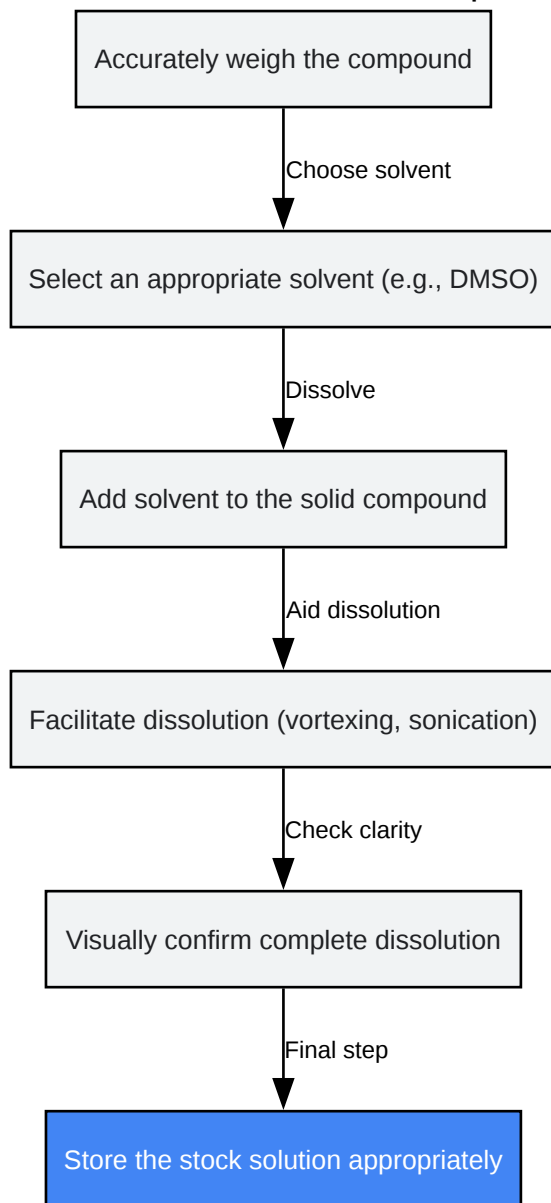 Accurately weigh the compound
Choose solvent
Select an appropriate solvent (e.g., DMSO)
Dissolve
Add solvent to the solid compound
Aid dissolution
Facilitate dissolution (vortexing, sonication)
Check clarity
Visually confirm complete dissolution
Final step
Store the stock solution appropriately